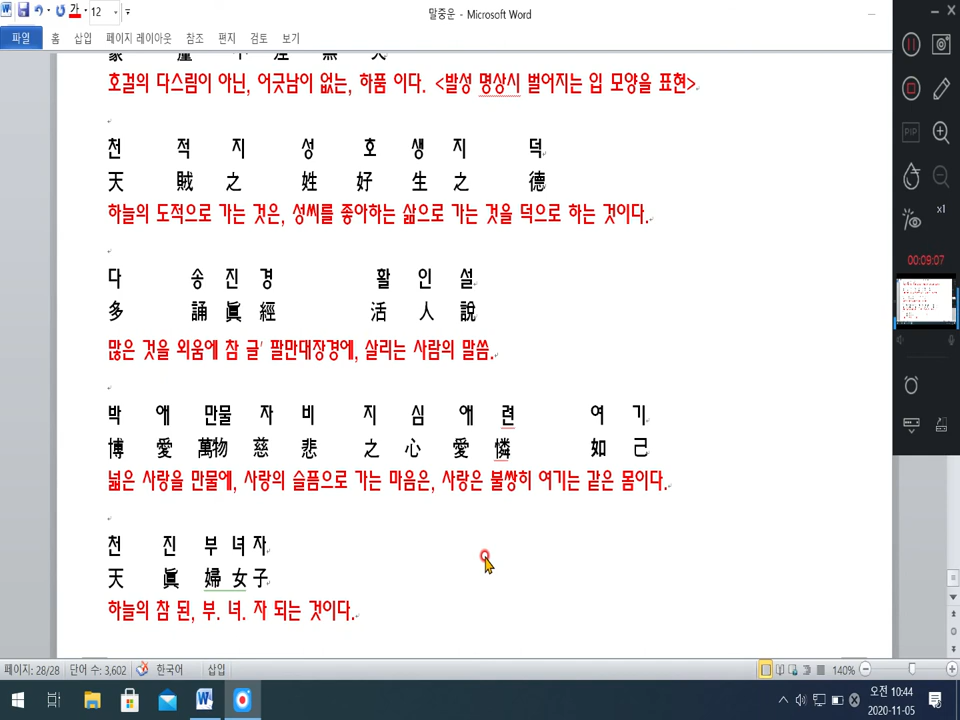 말중운 - Microsoft Word
가 12
파일 홈 삽입 페이지 레이아웃 참조 편지 검토 보기
호걸의 다스림이 아닌, 어긋남이 없는, 하품 이다. <발성 명상시 벌어지는 입 모양을 표현>
천 적 지 성 호 생 지 덕
天 賊 之 姓 好 生 之 德
하늘의 도적으로 가는 것은, 성씨를 좋아하는 삶으로 가는 것을 덕으로 하는 것이다.
다 송 진 경 활 인 설
多 誦 眞 經 活 人 說
많은 것을 외움에 참 글' 팔만대장경에, 살리는 사람의 말씀.
박 애 만물 자 비 지 심 애 련 여 기
博 愛 萬物 慈 悲 之 心 愛 憐 如 己
넓은 사랑을 만물에, 사랑의 슬픔으로 가는 마음은, 사랑은 불쌍히 여기는 같은 몸이다.
천 진 부 녀 자
天 眞 婦 女 子
하늘의 참 된, 부. 녀. 자 되는 것이다.
PIP
x1
00:09:07
페이지: 28/28 단어 수: 3,602 한국어 삽입 140%
오전 10:44
2020-11-05